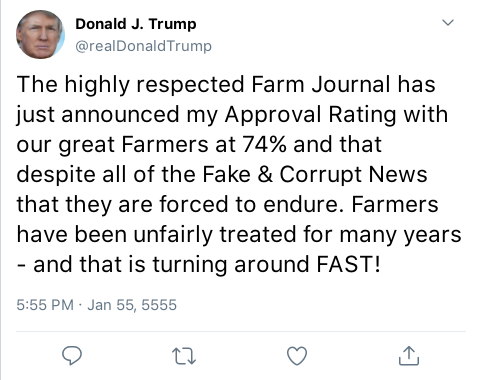 Donald J. Trump
@realDonaldTrump
The highly respected Farm Journal has
just announced my Approval Rating with
our great Farmers at 74% and that
despite all of the Fake & Corrupt News
that they are forced to endure. Farmers
have been unfairly treated for many years
- and that is turning around FAST!
5:55 PM · Jan 55, 5555